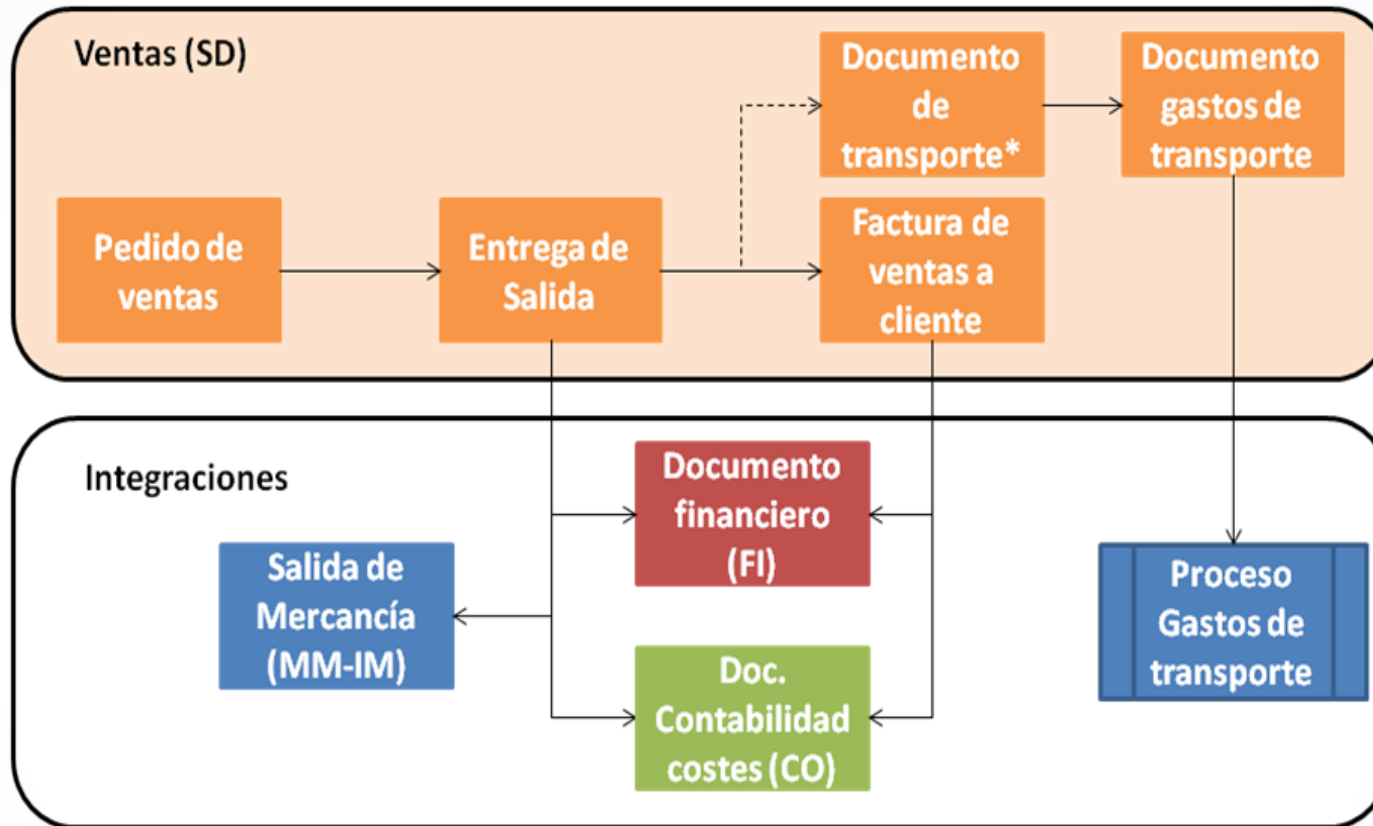 Ventas (SD)
Documento
de
transporte*
Documento
gastos de
transporte
Pedido de
ventas
Entrega de
Salida
Factura de
ventas a
cliente
Integraciones
Documento
financiero
(FI)
Salida de
Mercancía
(MM-IM)
Doc.
Contabilidad
costes (CO)
Proceso
Gastos de
transporte